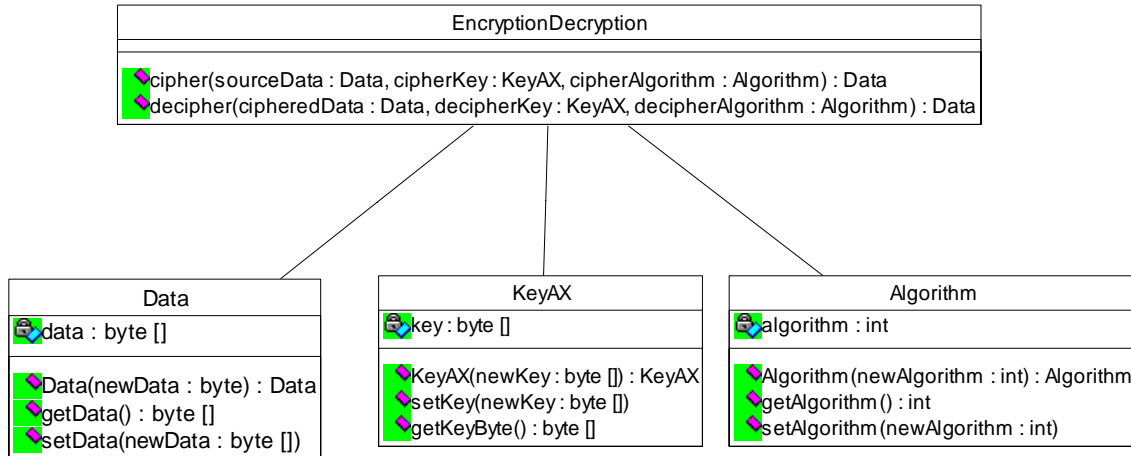 EncryptionDecryption
cipher(sourceData : Data, cipherKey : KeyAX, cipherAlgorithm : Algorithm) : Data
decipher(cipheredData : Data, decipherKey : KeyAX, decipherAlgorithm : Algorithm) : Data
Data
data : byte []
Data(newData : byte) : Data
getData() : byte []
setData(newData : byte [])
KeyAX
key : byte []
KeyAX(newKey : byte []) : KeyAX
setKey(newKey : byte [])
getKeyByte() : byte []
Algorithm
algorithm : int
Algorithm(newAlgorithm : int) : Algorithm
getAlgorithm() : int
setAlgorithm(newAlgorithm : int)